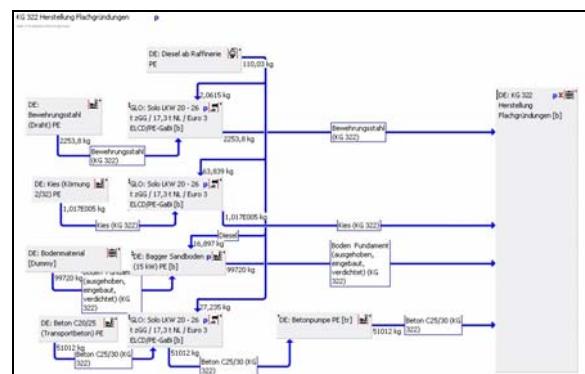 KG 322 Herstellung Flachgründungen p
DE: Diesel ab Raffinerie
PE
110,03 kg
DE:
Bewehrungsstahl
(Draht) PE
2253,8 kg
Bewehrungsstahl
(KG 322)
2,0615 kg
GLO: Solo LKW 20 - 26 p
t zGG / 17,3 t NL / Euro 3
ELCD/PE-GaBi [b]
2253,8 kg
Bewehrungsstahl
(KG 322)
DE: KG 322 p X
Herstellung
Flachgründungen [b]
DE: Kies (Körnung
2/32) PE
1,017E005 kg
Kies (KG 322)
63,839 kg
GLO: Solo LKW 20 - 26 p
t zGG / 17,3 t NL / Euro 3
ELCD/PE-GaBi [b]
1,017E005 kg
Kies (KG 322)
DE: Bodenmaterial
[Dummy]
99720 kg
Boden Fundam
(ausgehoben,
eingebaut,
verdichtet) (KG
322)
Diesel
16,897 kg
DE: Bagger Sandboden p
(15 kW) PE [b]
99720 kg
Boden Fundament
(ausgehoben,
eingebaut,
verdichtet) (KG
322)
DE: Beton C20/25
(Transportbeton) PE
51012 kg
Beton C25/30 (KG
322)
27,235 kg
GLO: Solo LKW 20 - 26 p
t zGG / 17,3 t NL / Euro 3
ELCD/PE-GaBi [b]
51012 kg
Beton C25/30 (KG
322)
DE: Betonpumpe PE [tr]
51012 kg
Beton C25/30 (KG
322)